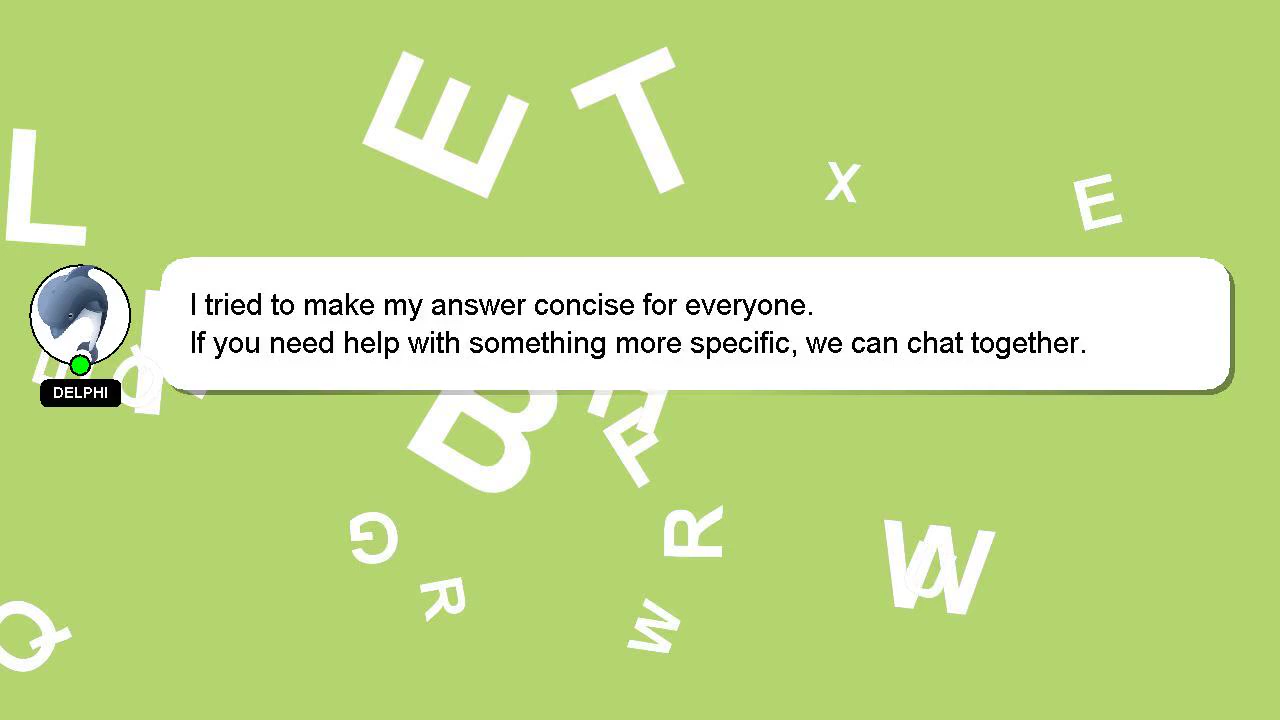 E T
L
X
E
I tried to make my answer concise for everyone.
If you need help with something more specific, we can chat together.
DELPHI
B
F
G
R
W
R
W
U
Q